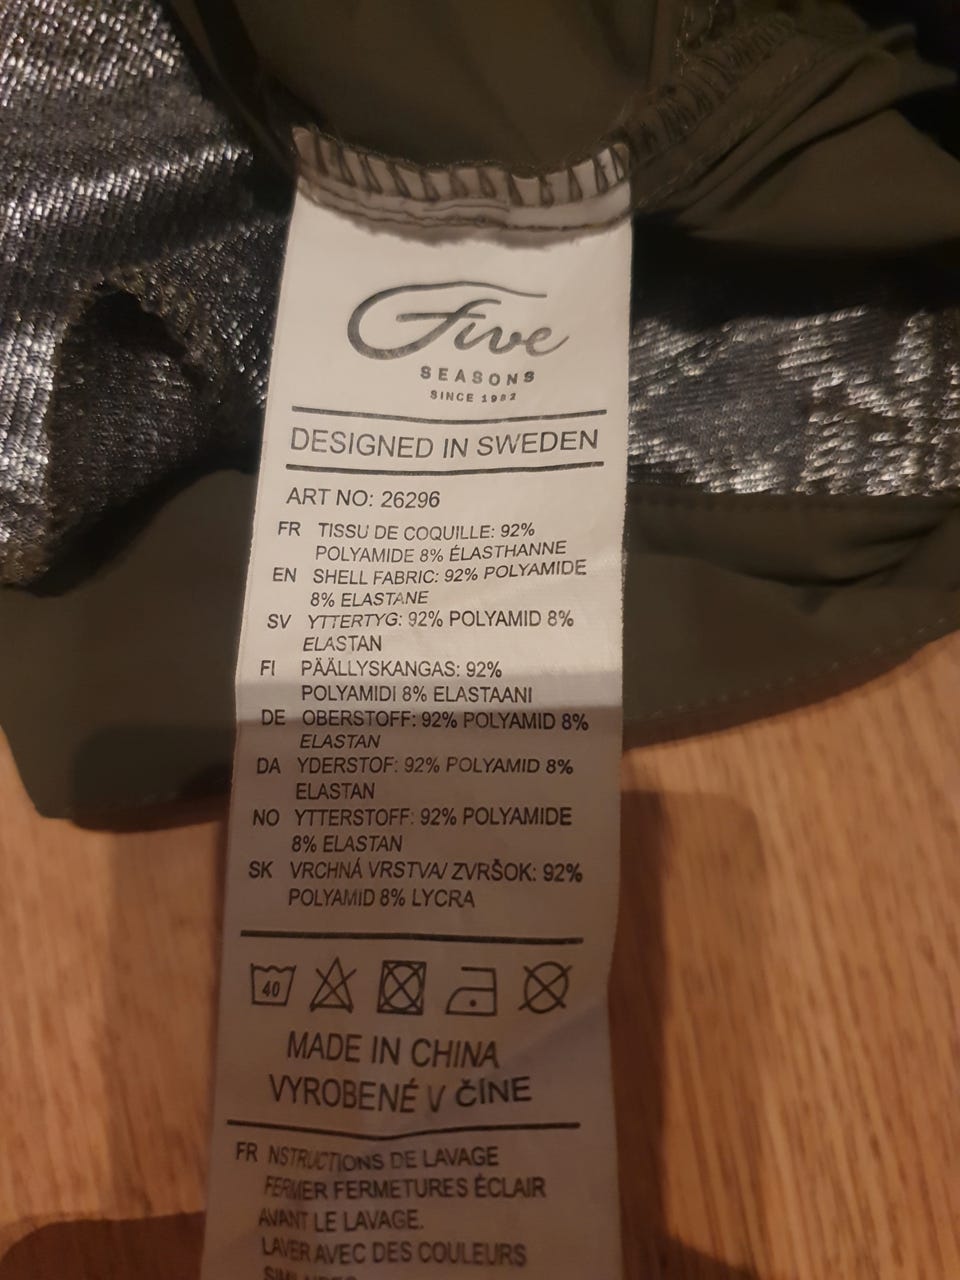 Five
SEASONS
SINCE 1982
DESIGNED IN SWEDEN
ART NO: 26296
FR TISSU DE COQUILLE: 92%
POLYAMIDE 8% ÉLASTHANNE
EN SHELL FABRIC: 92% POLYAMIDE
8% ELASTANE
SV YTTERTYG: 92% POLYAMID 8%
ELASTAN
FI PÄÄLLYSKANGAS: 92%
POLYAMIDI 8% ELASTAANI
DE OBERSTOFF: 92% POLYAMID 8%
ELASTAN
DA YDERSTOF: 92% POLYAMID 8%
ELASTAN
NO YTTERSTOFF: 92% POLYAMIDE
8% ELASTAN
SK VRCHNÁ VRSTVA/ ZVRŠOK: 92%
POLYAMID 8% LYCRA
40
MADE IN CHINA
VYROBENÉ V ČÍNE
FR NSTRUCTIONS DE LAVAGE
FERMER FERMETURES ÉCLAIR
AVANT LE LAVAGE.
LAVER AVEC DES COULEURS